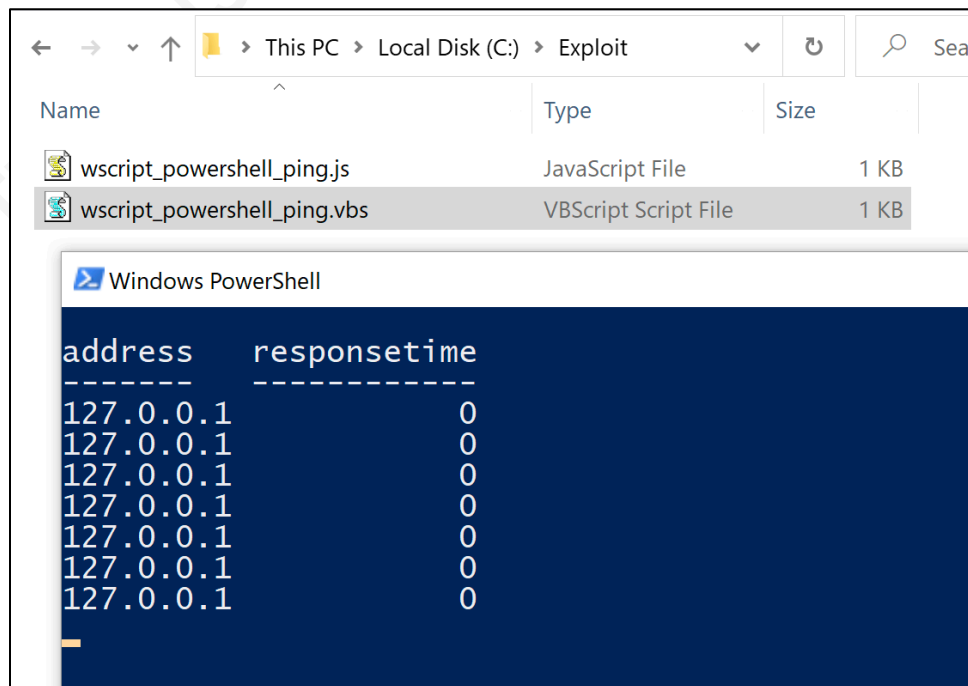 This PC > Local Disk (C:) > Exploit
Sea
Name Type Size
wscript_powershell_ping.js JavaScript File 1 KB
wscript_powershell_ping.vbs VBScript Script File 1 KB
Windows PowerShell
address responsetime
------- ------------
127.0.0.1 0
127.0.0.1 0
127.0.0.1 0
127.0.0.1 0
127.0.0.1 0
127.0.0.1 0
127.0.0.1 0